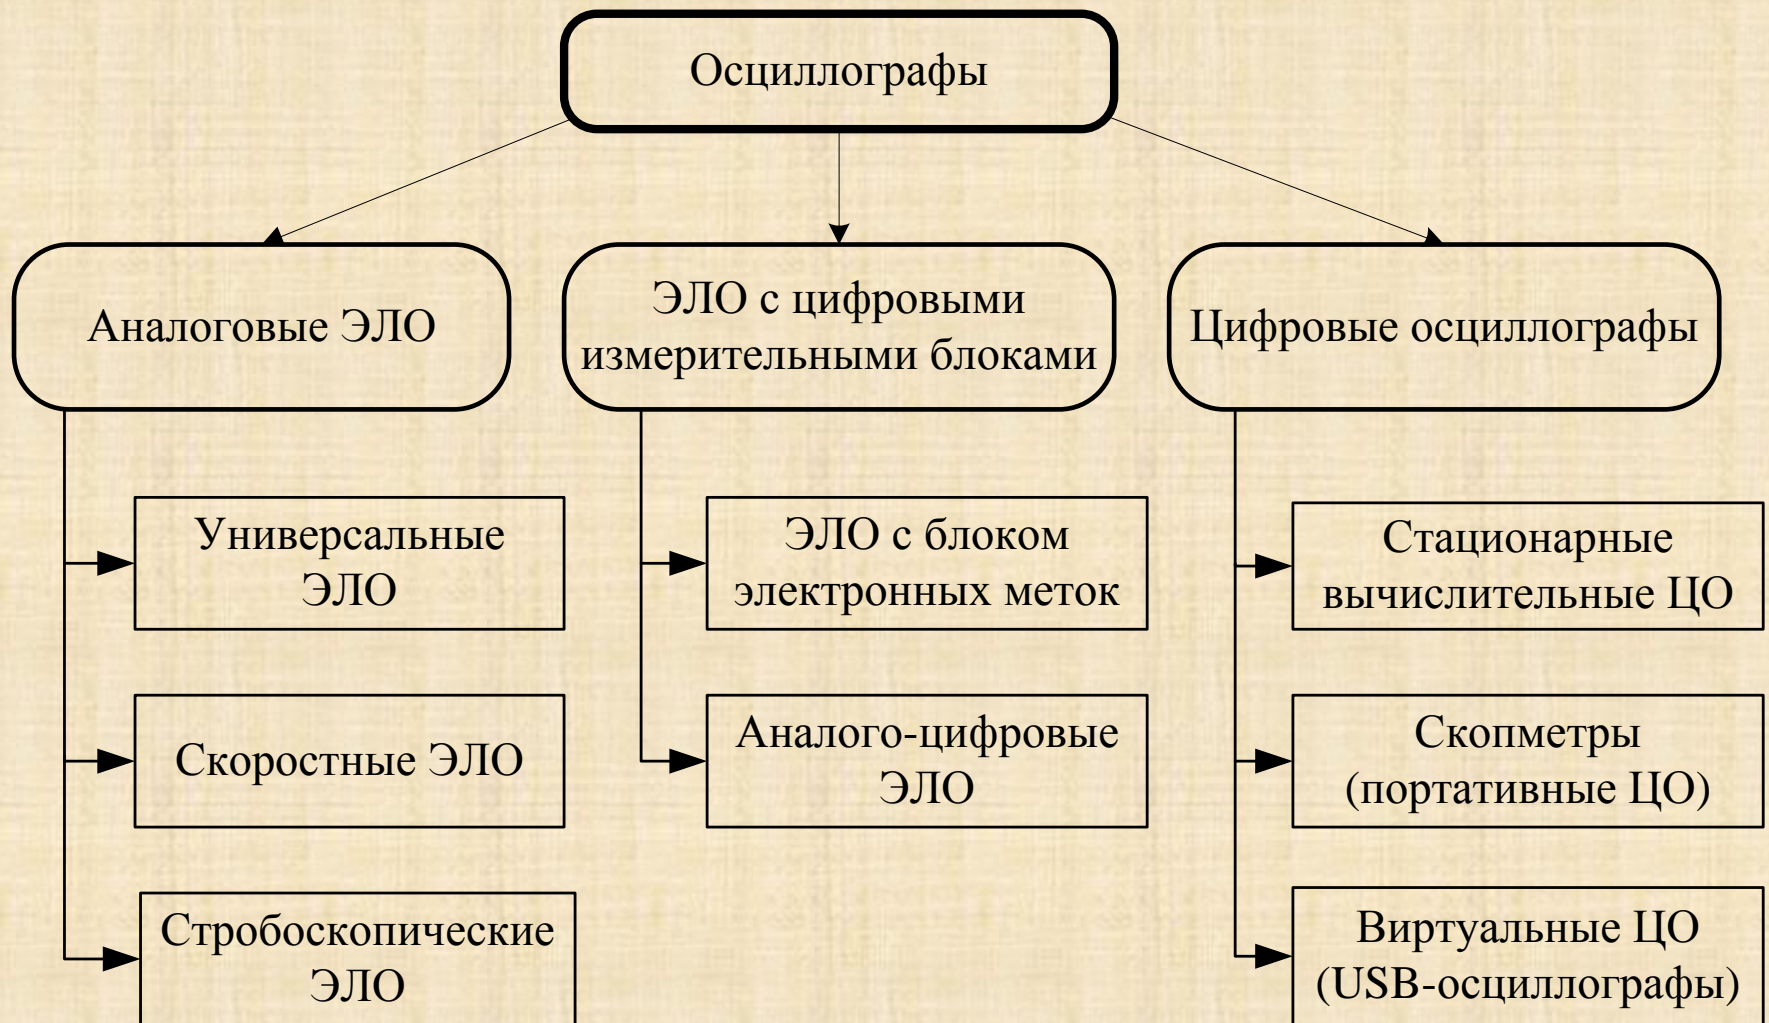 Осциллографы
Аналоговые ЭЛО
ЭЛО с цифровыми
измерительными блоками
Цифровые осциллографы
Универсальные
ЭЛО
ЭЛО с блоком
электронных меток
Стационарные
вычислительные ЦО
Скоростные ЭЛО
Аналого-цифровые
ЭЛО
Скопметры
(портативные ЦО)
Стробоскопические
ЭЛО
Виртуальные ЦО
(USB-осциллографы)